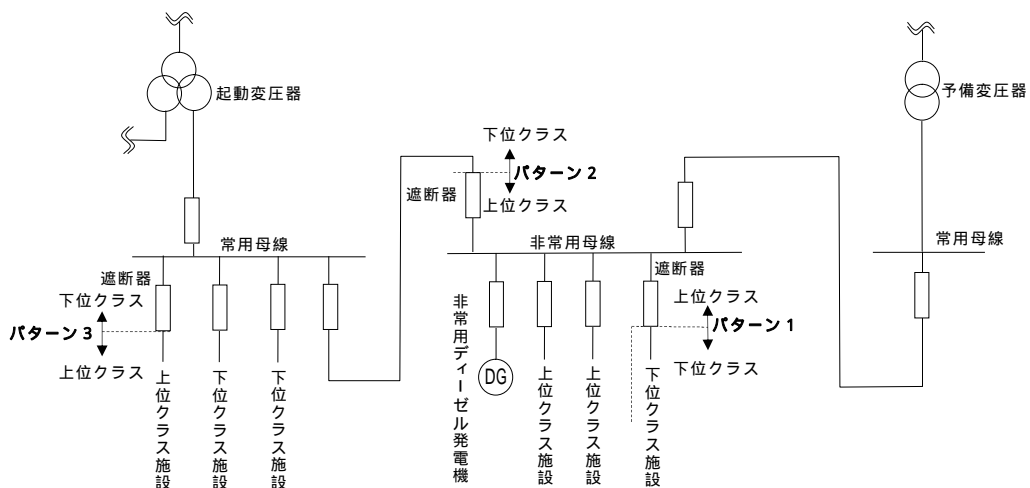 起動変圧器
予備変圧器
下位クラス
パターン2
遮断器
上位クラス
常用母線
非常用母線
常用母線
遮断器
下位クラス
パターン3
上位クラス
遮断器
上位クラス
パターン1
下位クラス
DG
上位クラス施設
下位クラス施設
下位クラス施設
非常用ディーゼル発電機
上位クラス施設
上位クラス施設
下位クラス施設